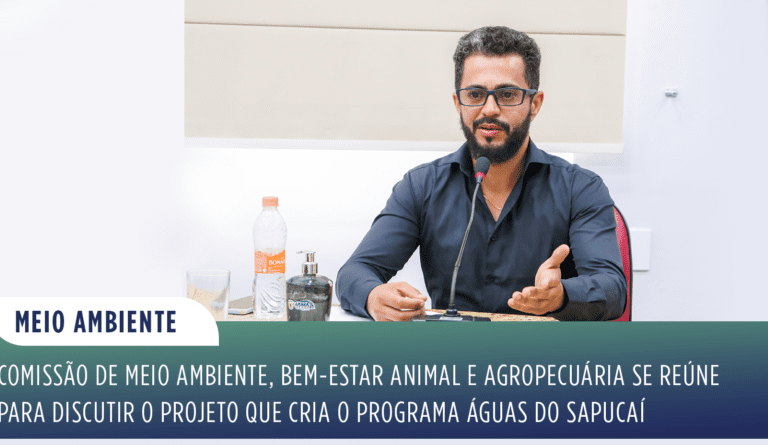 MEIO AMBIENTE
COMISSÃO DE MEIO AMBIENTE, BEM-ESTAR ANIMAL E AGROPECUÁRIA SE REÚNE
PARA DISCUTIR O PROJETO QUE CRIA O PROGRAMA ÁGUAS DO SAPUCAÍ